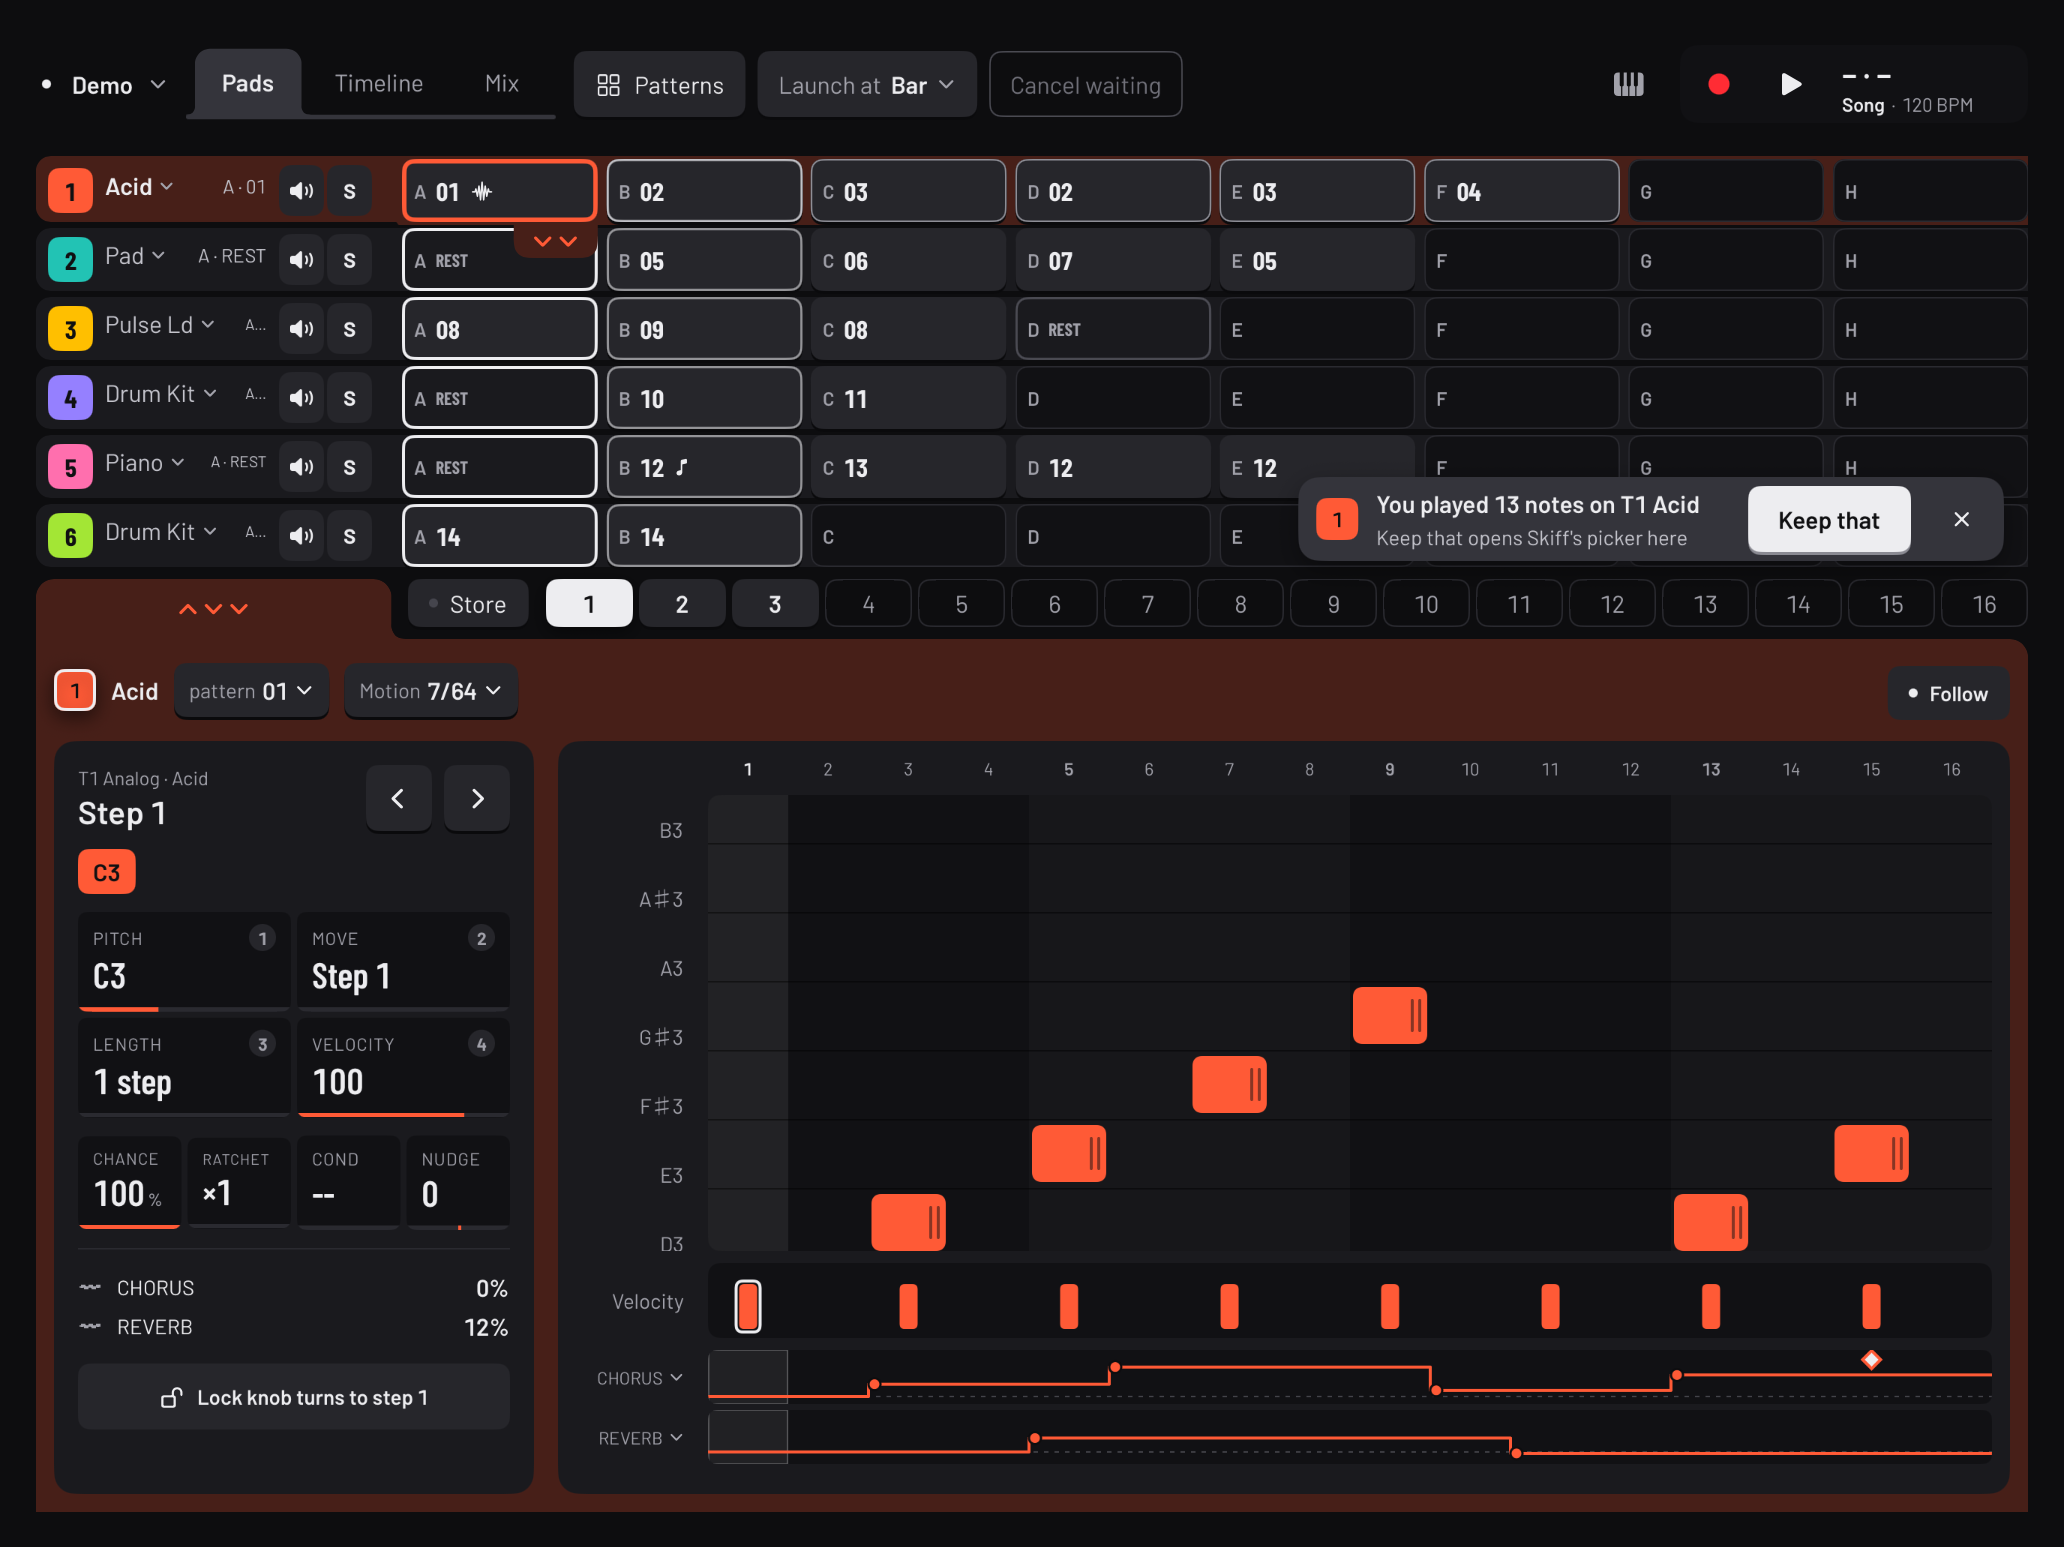 Demo Pads Timeline Mix Patterns Launch at Bar Cancel waiting
–·–
Song · 120 BPM
1 Acid A·01 S A 01 B 02 C 03 D 02 E 03 F 04 G H
2 Pad A·REST S A REST B 05 C 06 D 07 E 05 F G H
3 Pulse Ld A... S A 08 B 09 C 08 D REST E F G H
4 Drum Kit A... S A REST B 10 C 11 D E F G H
5 Piano A·REST S A REST B 12 C 13 D 12 E 12 F G H
6 Drum Kit A... S A 14 B 14 C D E
1 You played 13 notes on T1 Acid
Keep that opens Skiff's picker here
Keep that
Store 1 2 3 4 5 6 7 8 9 10 11 12 13 14 15 16
1 Acid pattern 01 Motion 7/64 Follow
T1 Analog · Acid
Step 1
C3
PITCH 1 MOVE 2
C3 Step 1
LENGTH 3 VELOCITY 4
1 step 100
CHANCE RATCHET COND NUDGE
100% ×1 -- 0
CHORUS 0%
REVERB 12%
Lock knob turns to step 1
1 2 3 4 5 6 7 8 9 10 11 12 13 14 15 16
B3
A♯3
A3
G♯3
F♯3
E3
D3
Velocity
CHORUS
REVERB